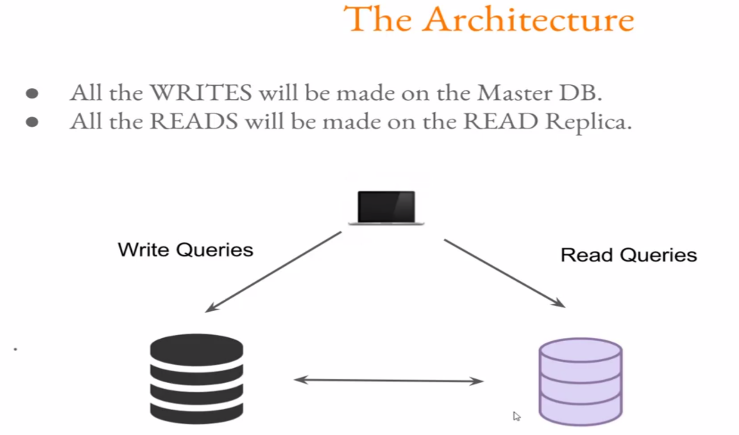 The Architecture
All the WRITES will be made on the Master DB.
All the READS will be made on the READ Replica.
Write Queries
Read Queries